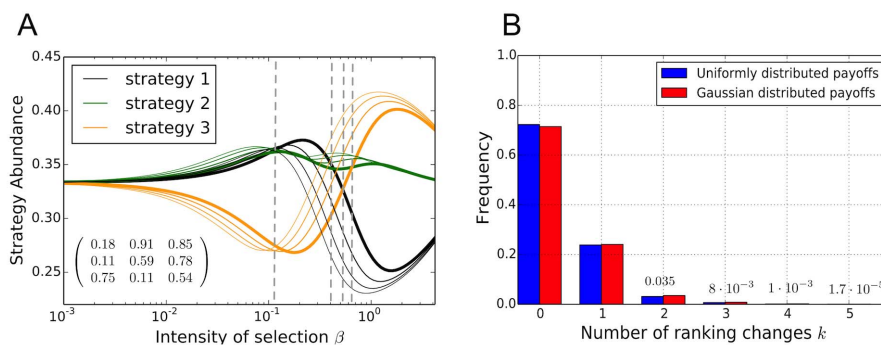 A
0.45
0.40
0.35
0.30
0.25
Strategy Abundance
strategy 1
strategy 2
strategy 3
0.18 0.91 0.85
0.11 0.59 0.78
0.75 0.11 0.54
10^-3 10^-2 10^-1 10^0
Intensity of selection β
B
1.0
0.8
0.6
0.4
0.2
0.0
Frequency
Uniformly distributed payoffs
Gaussian distributed payoffs
0.035 8 · 10^-3 1 · 10^-3 1.7 · 10^-5
0 1 2 3 4 5
Number of ranking changes k